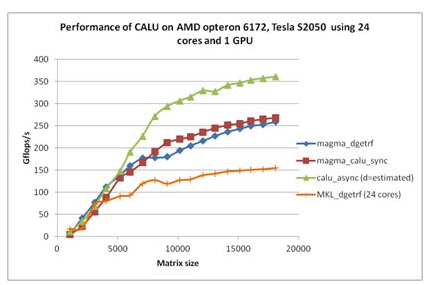 Performance of CALU on AMD opteron 6172, Tesla S2050 using 24
cores and 1 GPU
Gflops/s
400
350
300
250
200
150
100
50
0
0
5000
10000
15000
20000
Matrix size
magma_dgetrf
magma_calu_sync
calu_async (d=estimated)
MKL_dgetrf (24 cores)